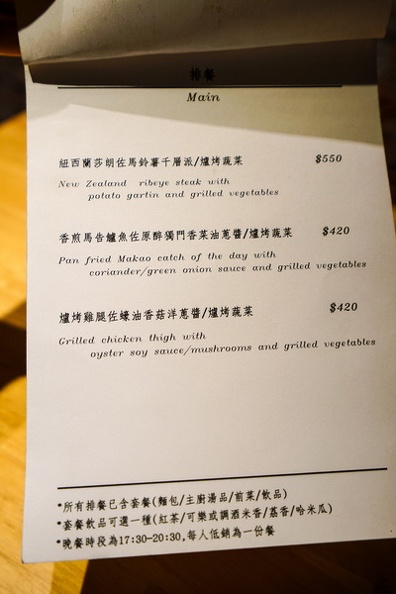 排餐
Main
紐西蘭莎朗佐馬鈴薯千層派/爐烤蔬菜 $550
New Zealand ribeye steak with
potato gartin and grilled vegetables
香煎馬告鱸魚佐原醉獨門香菜油蔥醬/爐烤蔬菜 $420
Pan fried Makao catch of the day with
coriander/green onion sauce and grilled vegetables
爐烤雞腿佐蠔油香菇洋蔥醬/爐烤蔬菜 $420
Grilled chicken thigh with
oyster soy sauce/mushrooms and grilled vegetables
*所有排餐已含套餐(麵包/主廚湯品/前菜/飲品)
*套餐飲品可選一種(紅茶/可樂或調酒米香/荔香/哈米瓜)
*晚餐時段為17:30-20:30,每人低銷為一份餐